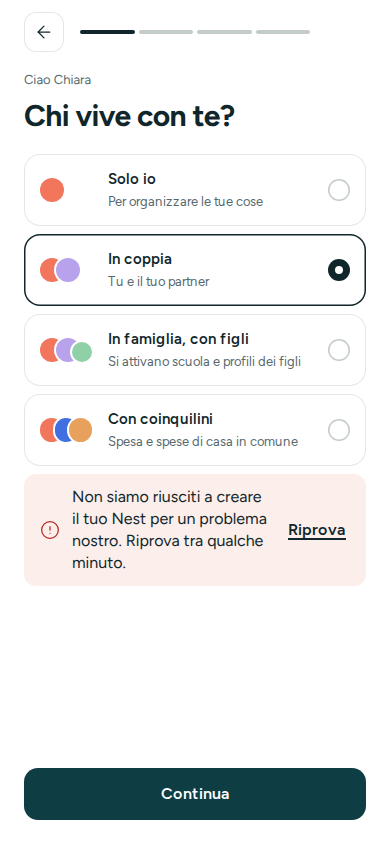 Ciao Chiara
Chi vive con te?
Solo io
Per organizzare le tue cose
In coppia
Tu e il tuo partner
In famiglia, con figli
Si attivano scuola e profili dei figli
Con coinquilini
Spesa e spese di casa in comune
Non siamo riusciti a creare
il tuo Nest per un problema
nostro. Riprova tra qualche
minuto.
Riprova
Continua